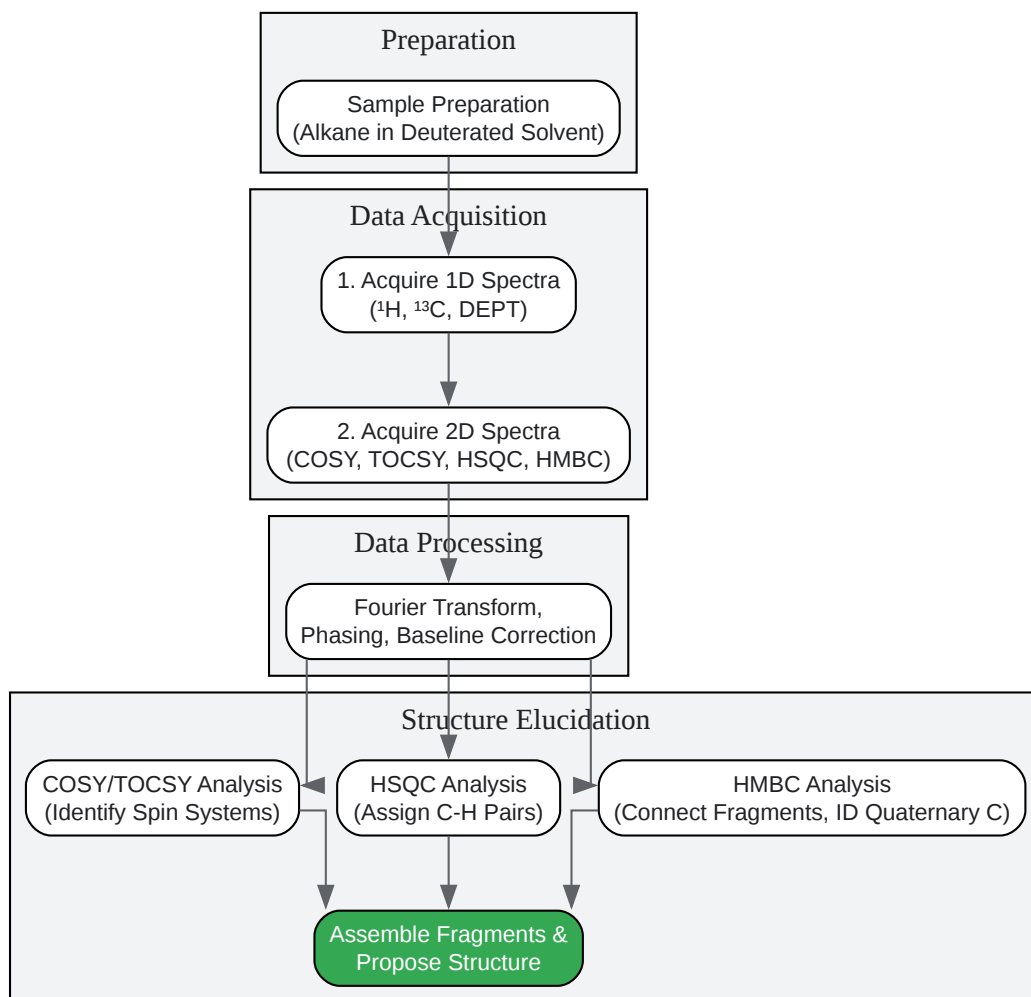 Preparation
Sample Preparation
(Alkane in Deuterated Solvent)
Data Acquisition
1. Acquire 1D Spectra
(¹H, ¹³C, DEPT)
2. Acquire 2D Spectra
(COSY, TOCSY, HSQC, HMBC)
Data Processing
Fourier Transform,
Phasing, Baseline Correction
Structure Elucidation
COSY/TOCSY Analysis
(Identify Spin Systems)
HSQC Analysis
(Assign C-H Pairs)
HMBC Analysis
(Connect Fragments, ID Quaternary C)
Assemble Fragments &
Propose Structure